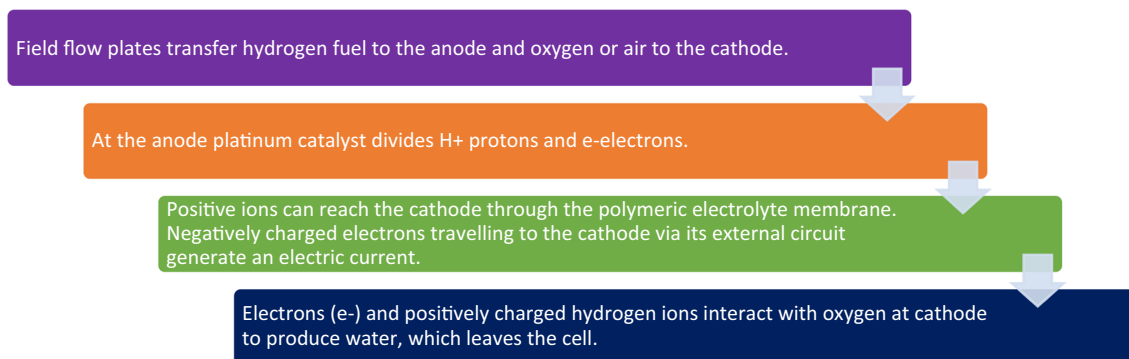 Field flow plates transfer hydrogen fuel to the anode and oxygen or air to the cathode.
At the anode platinum catalyst divides H+ protons and e-electrons.
Positive ions can reach the cathode through the polymeric electrolyte membrane.
Negatively charged electrons travelling to the cathode via its external circuit
generate an electric current.
Electrons (e-) and positively charged hydrogen ions interact with oxygen at cathode
to produce water, which leaves the cell.